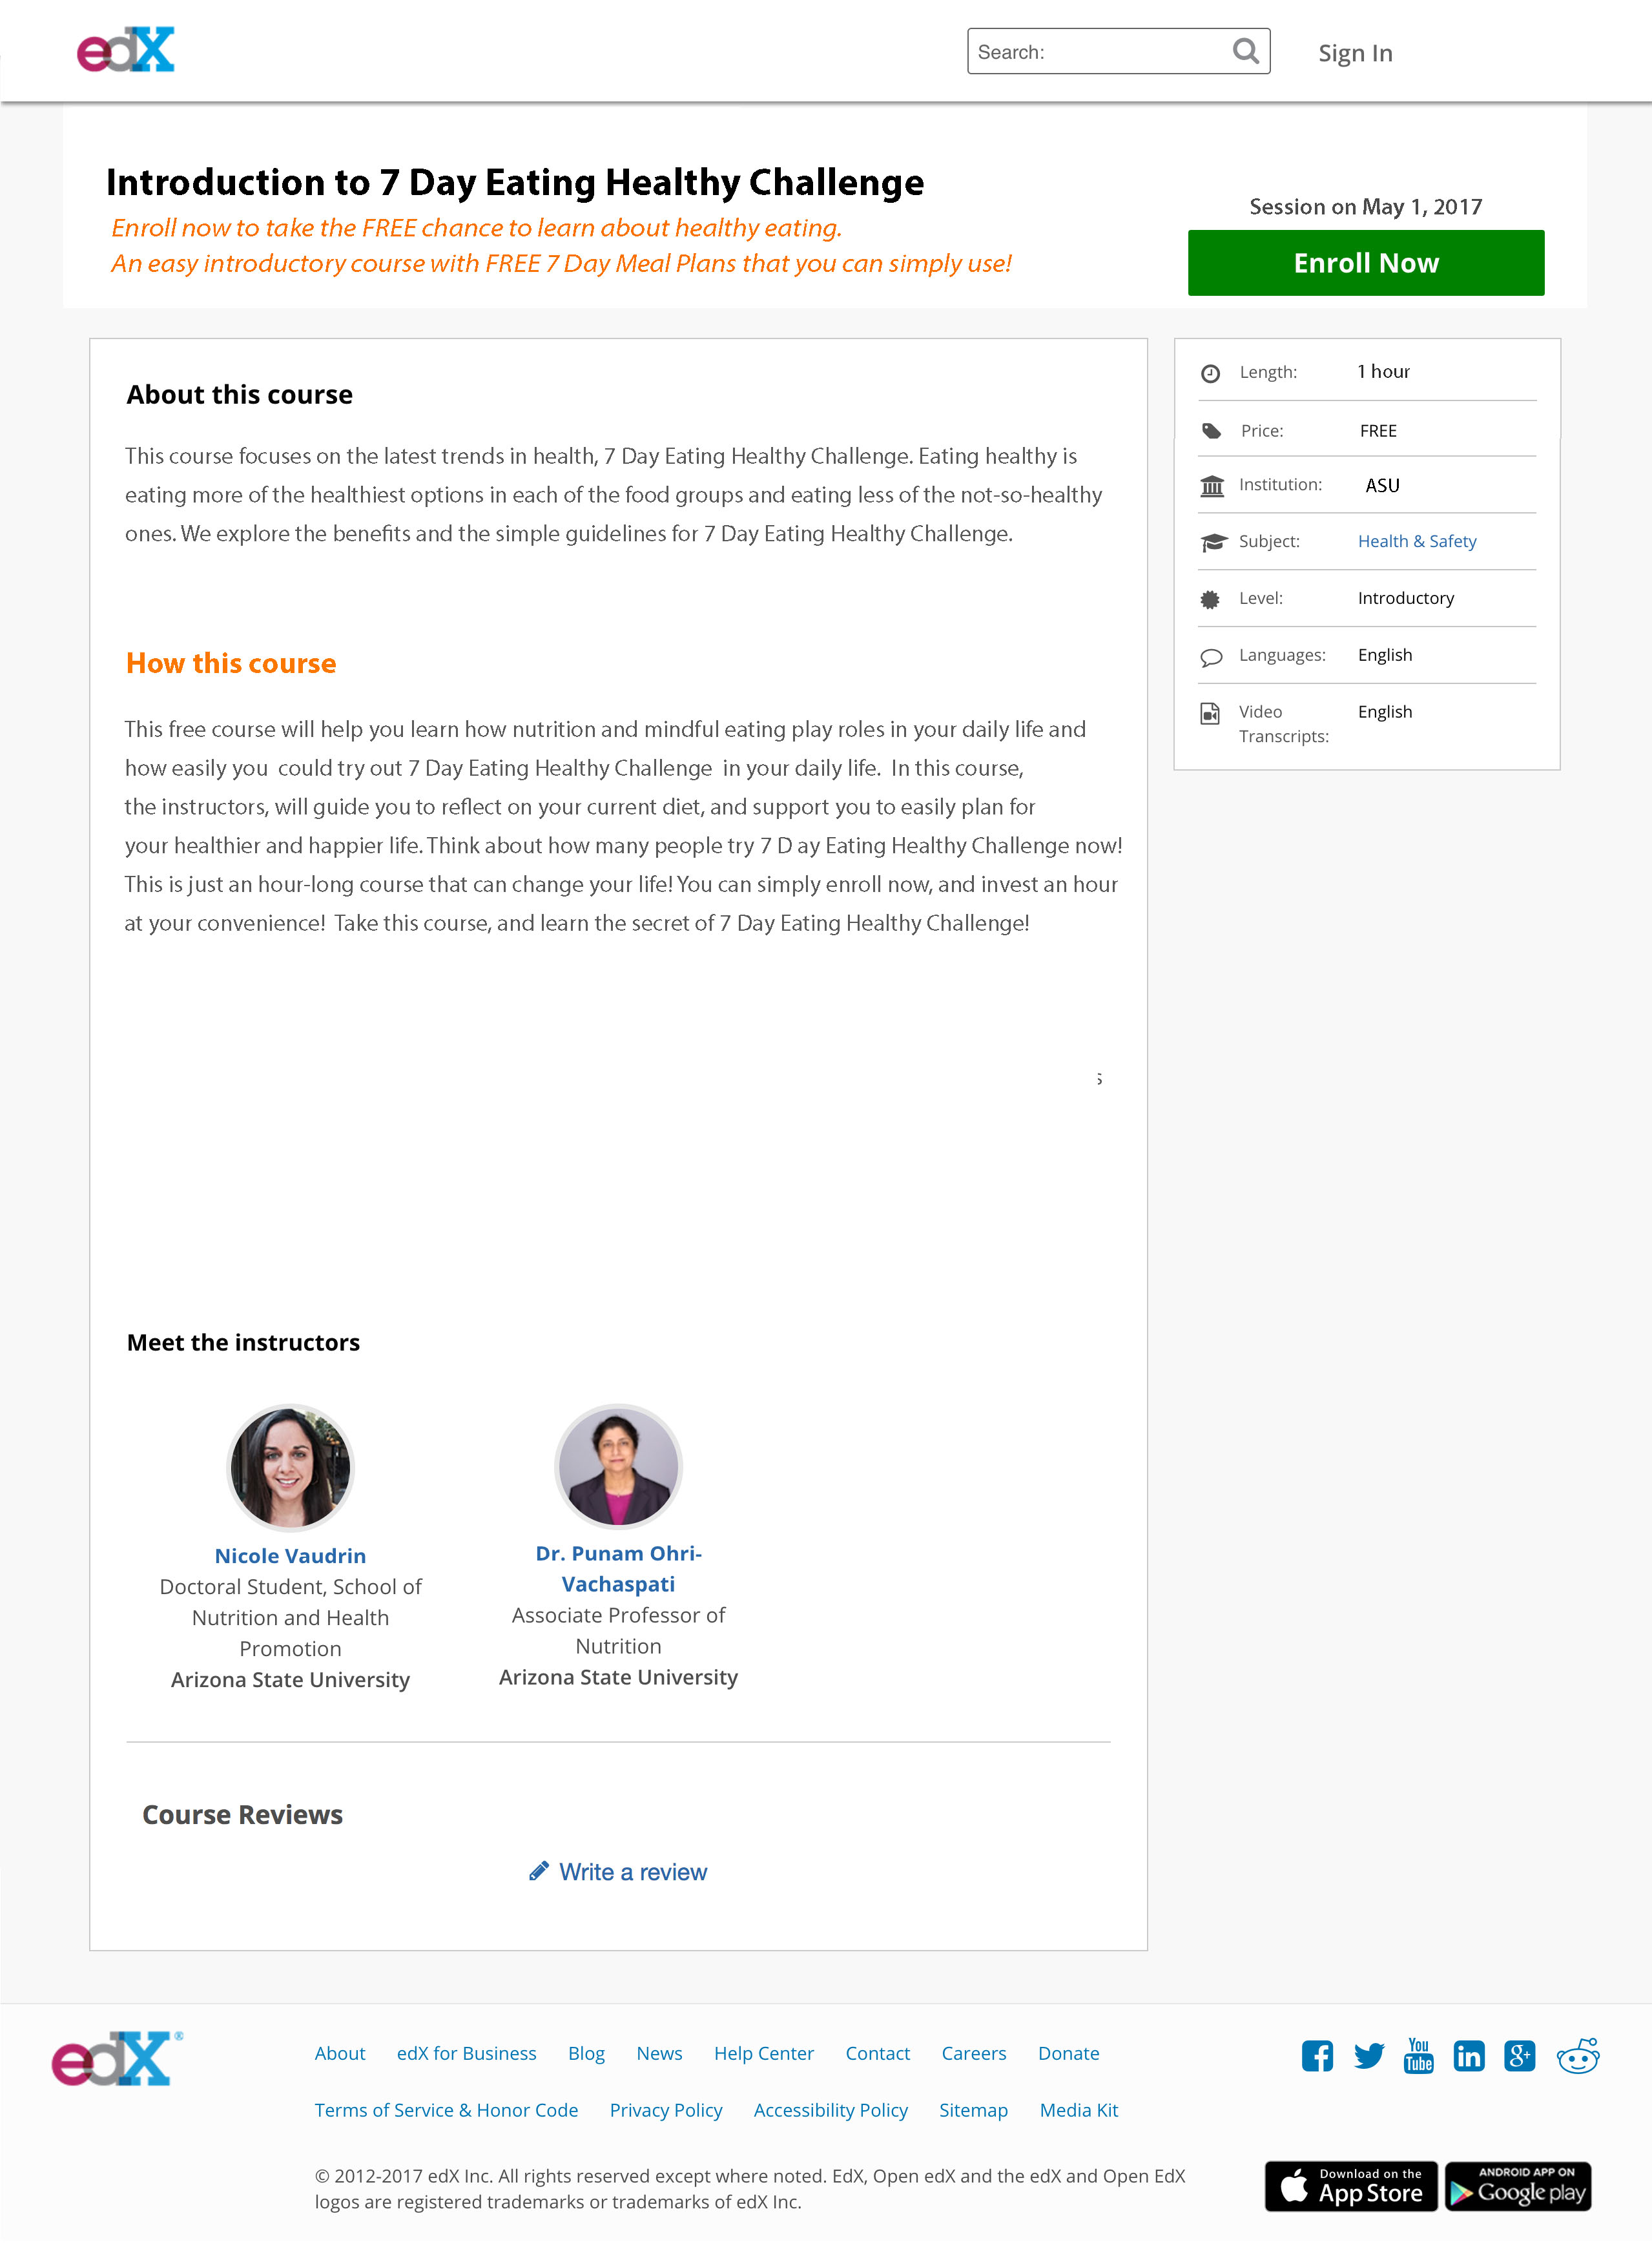 edX
Search:
Sign In
Introduction to 7 Day Eating Healthy Challenge
Enroll now to take the FREE chance to learn about healthy eating.
An easy introductory course with FREE 7 Day Meal Plans that you can simply use!
Session on May 1, 2017
Enroll Now
About this course
This course focuses on the latest trends in health, 7 Day Eating Healthy Challenge. Eating healthy is
eating more of the healthiest options in each of the food groups and eating less of the not-so-healthy
ones. We explore the benefits and the simple guidelines for 7 Day Eating Healthy Challenge.
How this course
This free course will help you learn how nutrition and mindful eating play roles in your daily life and
how easily you could try out 7 Day Eating Healthy Challenge in your daily life. In this course,
the instructors, will guide you to reflect on your current diet, and support you to easily plan for
your healthier and happier life. Think about how many people try 7 D ay Eating Healthy Challenge now!
This is just an hour-long course that can change your life! You can simply enroll now, and invest an hour
at your convenience! Take this course, and learn the secret of 7 Day Eating Healthy Challenge!
Length: 1 hour
Price: FREE
Institution: ASU
Subject: Health & Safety
Level: Introductory
Languages: English
Video English
Transcripts:
Meet the instructors
Nicole Vaudrin
Doctoral Student, School of
Nutrition and Health
Promotion
Arizona State University
Dr. Punam Ohri-
Vachaspati
Associate Professor of
Nutrition
Arizona State University
Course Reviews
Write a review
edX®
About edX for Business Blog News Help Center Contact Careers Donate
Terms of Service & Honor Code Privacy Policy Accessibility Policy Sitemap Media Kit
© 2012-2017 edX Inc. All rights reserved except where noted. EdX, Open edX and the edX and Open EdX
logos are registered trademarks or trademarks of edX Inc.
You
Tube
in
g+
Download on the
App Store
ANDROID APP ON
Google play